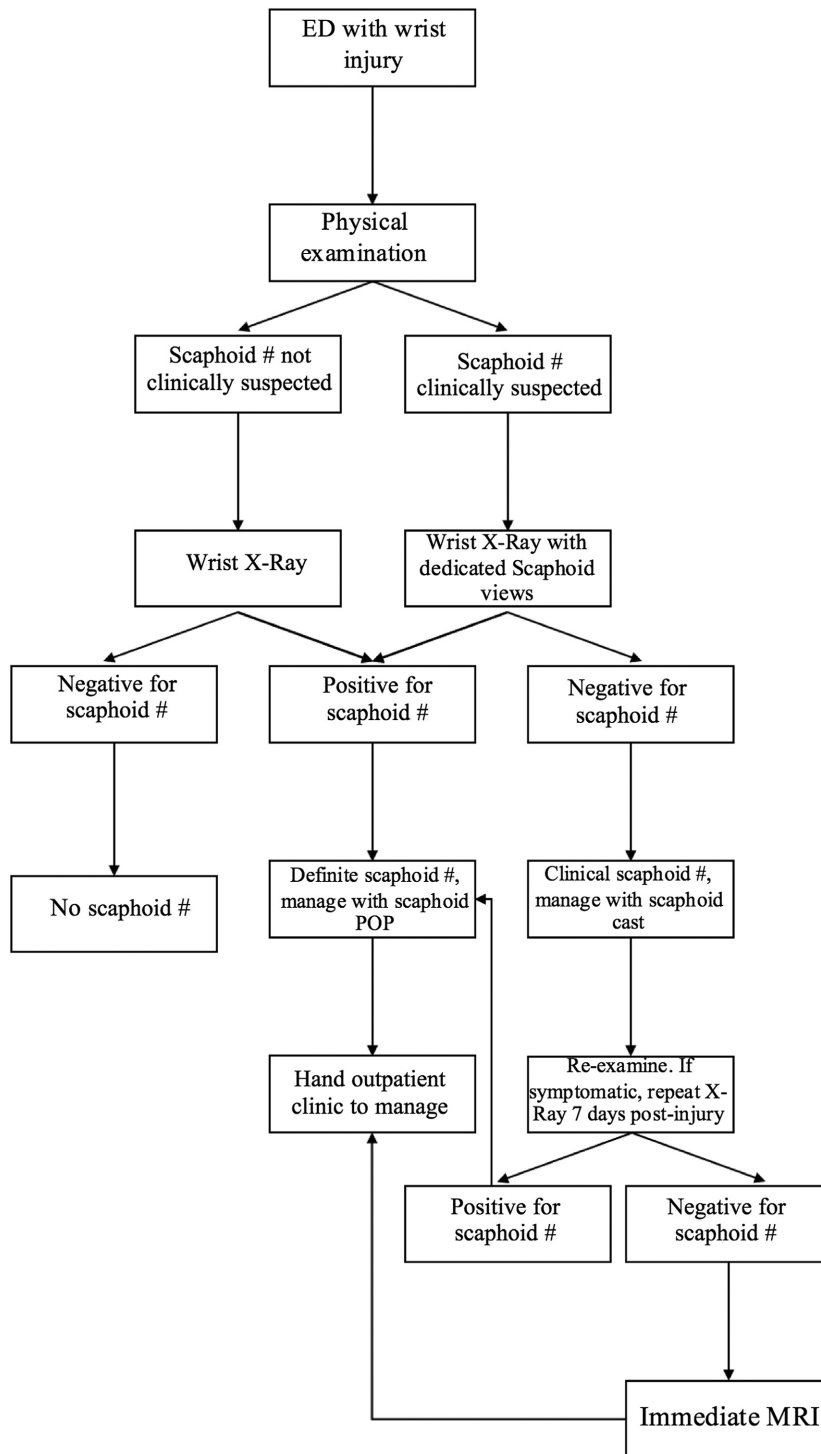 ED with wrist
injury
Physical
examination
Scaphoid # not
clinically suspected
Scaphoid #
clinically suspected
Wrist X-Ray
Wrist X-Ray with
dedicated Scaphoid
views
Negative for
scaphoid #
Positive for
scaphoid #
Negative for
scaphoid #
No scaphoid #
Definite scaphoid #,
manage with scaphoid
POP
Clinical scaphoid #,
manage with scaphoid
cast
Hand outpatient
clinic to manage
Re-examine. If
symptomatic, repeat X-
Ray 7 days post-injury
Positive for
scaphoid #
Negative for
scaphoid #
Immediate MRI